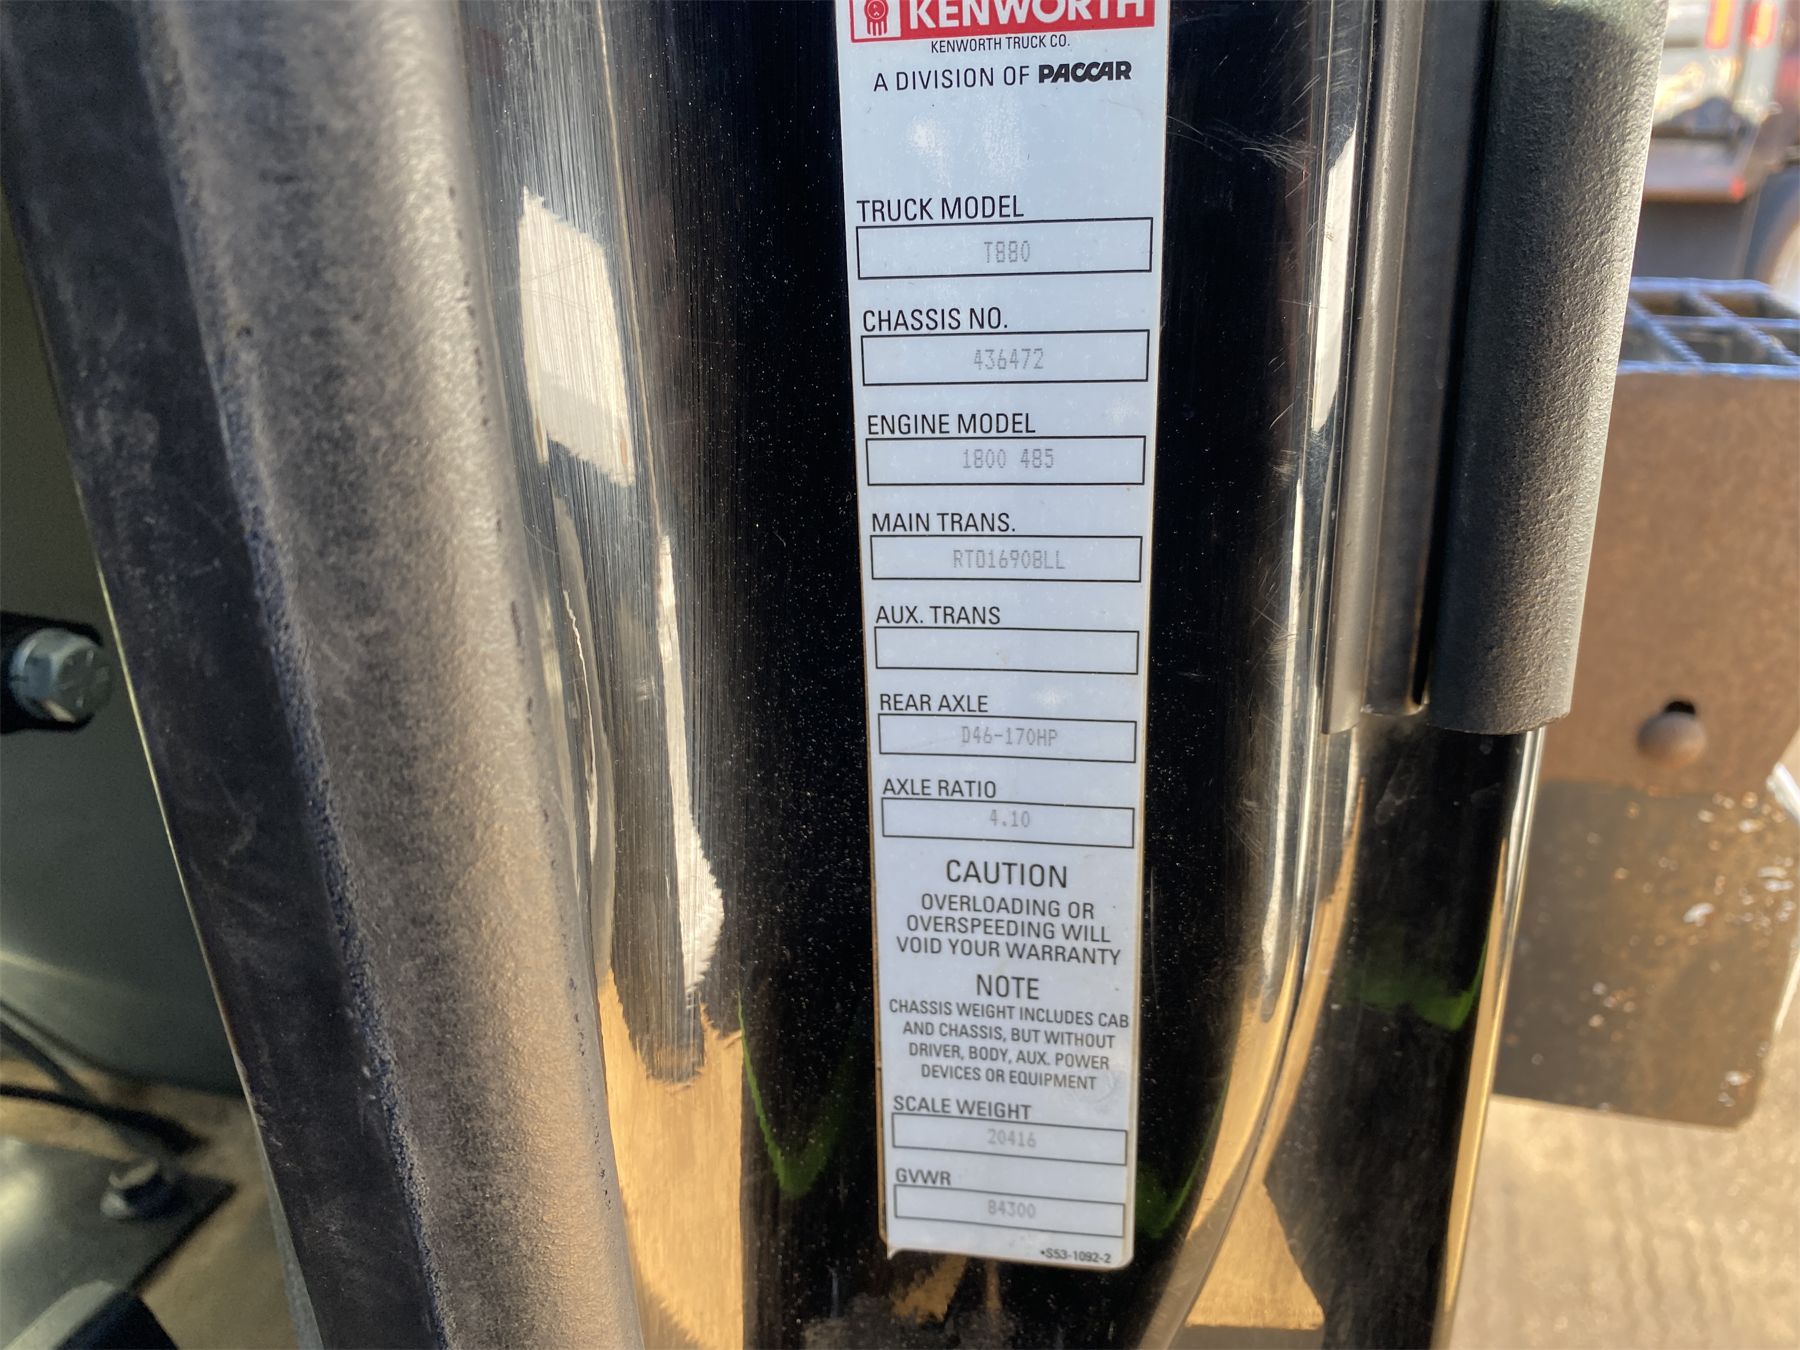 KENWORTH
KENWORTH TRUCK CO.
A DIVISION OF PACCAR
TRUCK MODEL
T880
CHASSIS NO.
436472
ENGINE MODEL
1800 485
MAIN TRANS.
RTO16908LL
AUX. TRANS
REAR AXLE
D46-170HP
AXLE RATIO
4.10
CAUTION
OVERLOADING OR
OVERSPEEDING WILL
VOID YOUR WARRANTY
NOTE
CHASSIS WEIGHT INCLUDES CAB
AND CHASSIS, BUT WITHOUT
DRIVER, BODY, AUX. POWER
DEVICES OR EQUIPMENT
SCALE WEIGHT
20416
GVWR
84300
•S53-1092-2